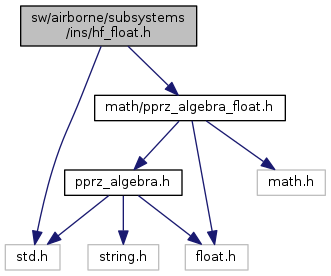 sw/airborne/subsystems
/ins/hf_float.h
math/pprz_algebra_float.h
pprz_algebra.h
math.h
std.h
string.h
float.h